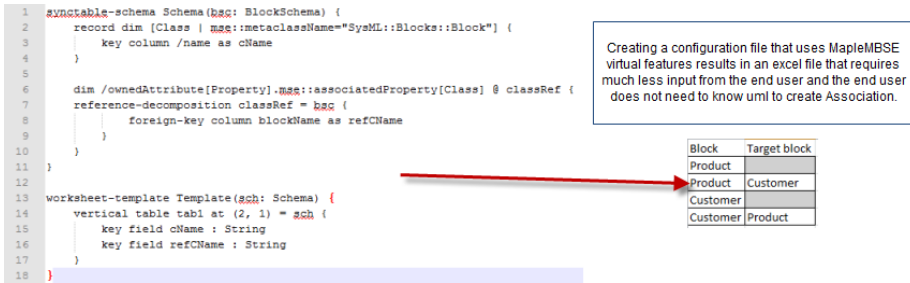 1 synctable-schema Schema(bsc: BlockSchema) {
2 record dim [Class | mse::metaclassName="SysML::Blocks::Block"] {
3 key column /name as cName
4 }
5
6 dim /ownedAttribute[Property].mse::associatedProperty[Class] @ classRef {
7 reference-decomposition classRef = bsc {
8 foreign-key column blockName as refCName
9 }
10 }
11 }
12
13 worksheet-template Template(sch: Schema) {
14 vertical table tab1 at (2, 1) = sch {
15 key field cName : String
16 key field refCName : String
17 }
18 }
Creating a configuration file that uses MapleMBSE
virtual features results in an excel file that requires
much less input from the end user and the end user
does not need to know uml to create Association.
Block Target block
Product
Product Customer
Customer
Customer Product